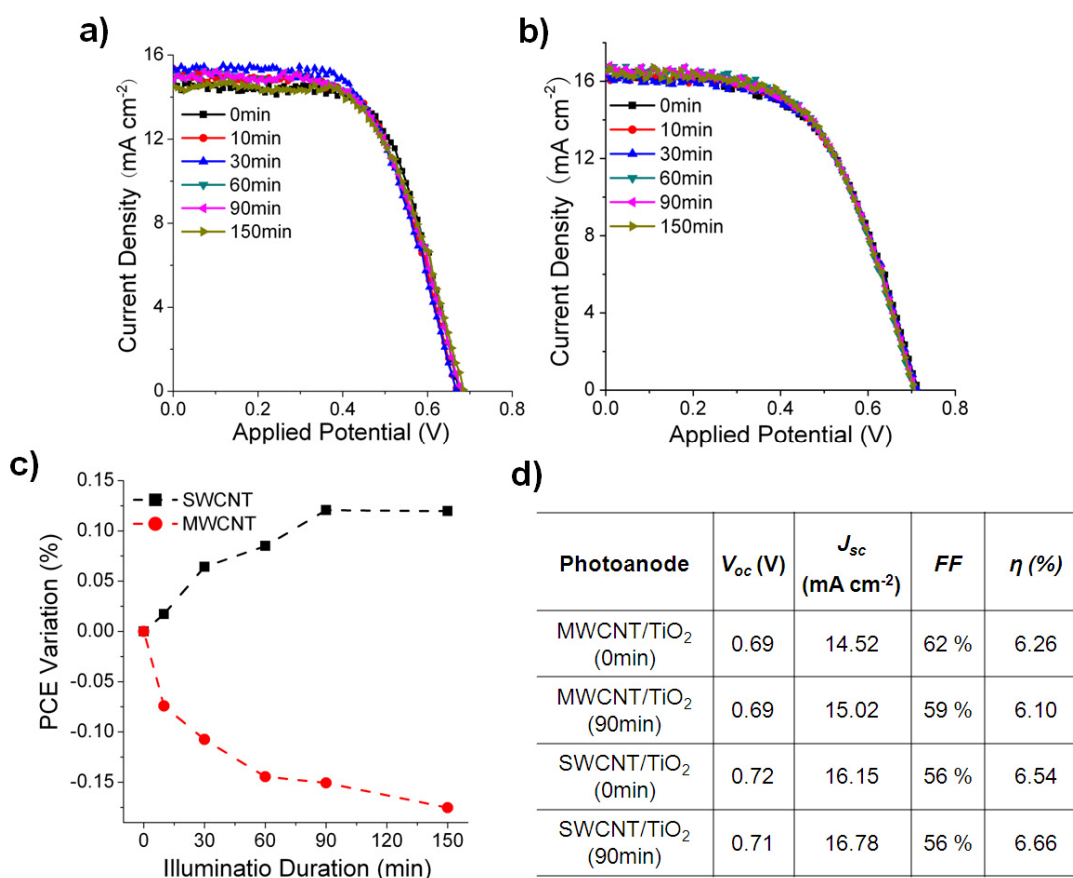 a)
16
12
8
4
0
0.0 0.2 0.4 0.6 0.8
Current Density (mA cm-2)
Applied Potential (V)
0min
10min
30min
60min
90min
150min
b)
16
12
8
4
0
0.0 0.2 0.4 0.6 0.8
Current Density (mA cm-2)
Applied Potential (V)
0min
10min
30min
60min
90min
150min
c)
0.15
0.10
0.05
0.00
-0.05
-0.10
-0.15
0 30 60 90 120 150
PCE Variation (%)
Illuminatio Duration (min)
SWCNT
MWCNT
d)
Photoanode Voc (V) Jsc (mA cm-2) FF η (%)
MWCNT/TiO2 (0min) 0.69 14.52 62 % 6.26
MWCNT/TiO2 (90min) 0.69 15.02 59 % 6.10
SWCNT/TiO2 (0min) 0.72 16.15 56 % 6.54
SWCNT/TiO2 (90min) 0.71 16.78 56 % 6.66